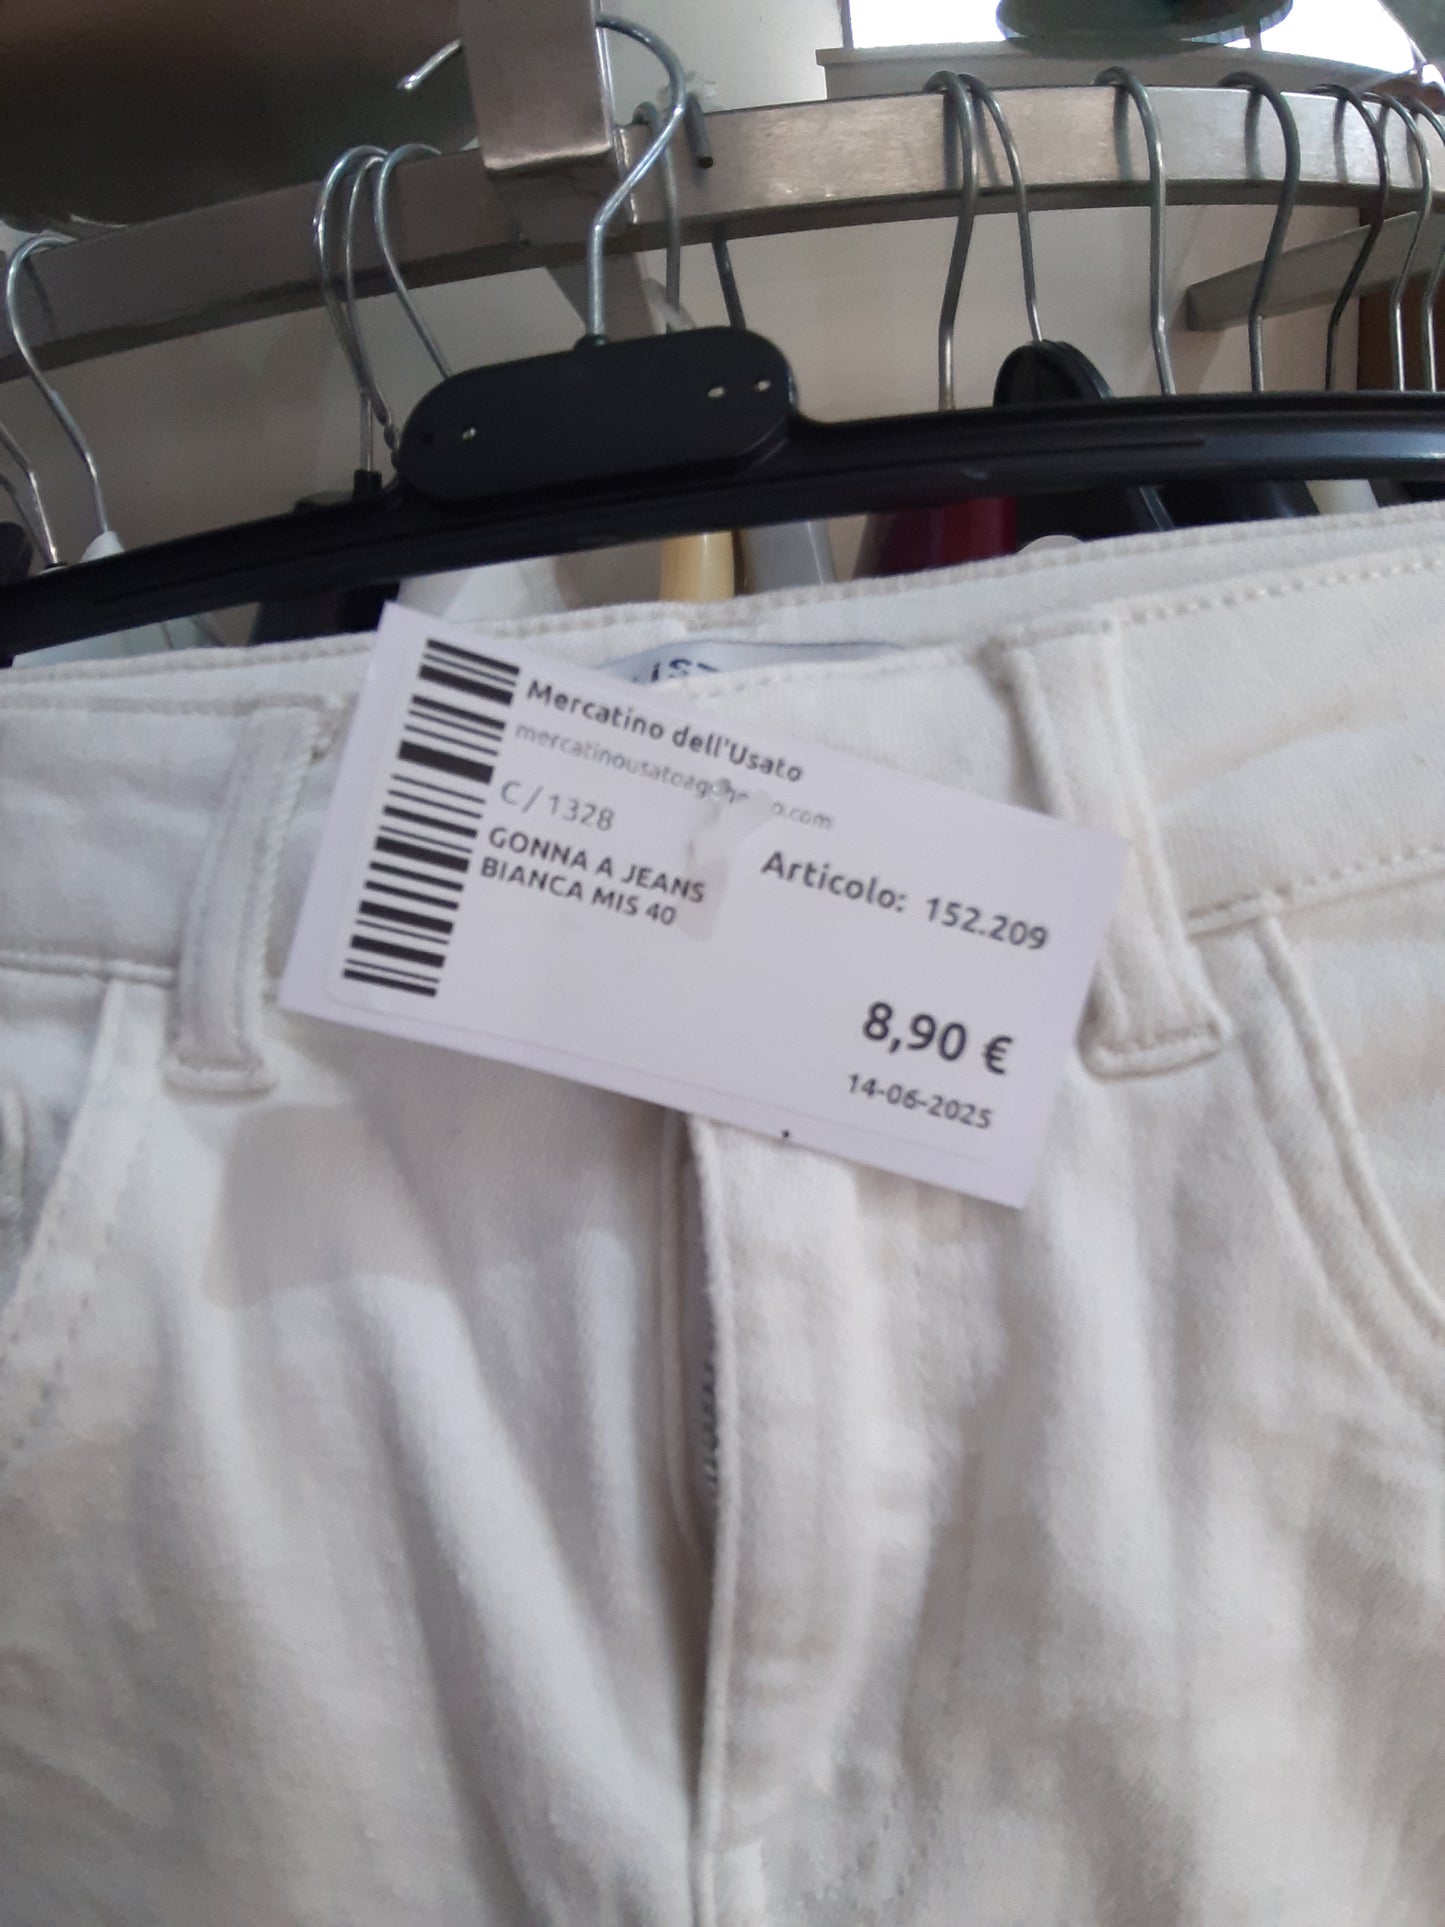 Mercatino dell'Usato
C / 1328
GONNA A JEANS
BIANCA MIS 40
Articolo: 152.209
8,90 €
14-06-2025